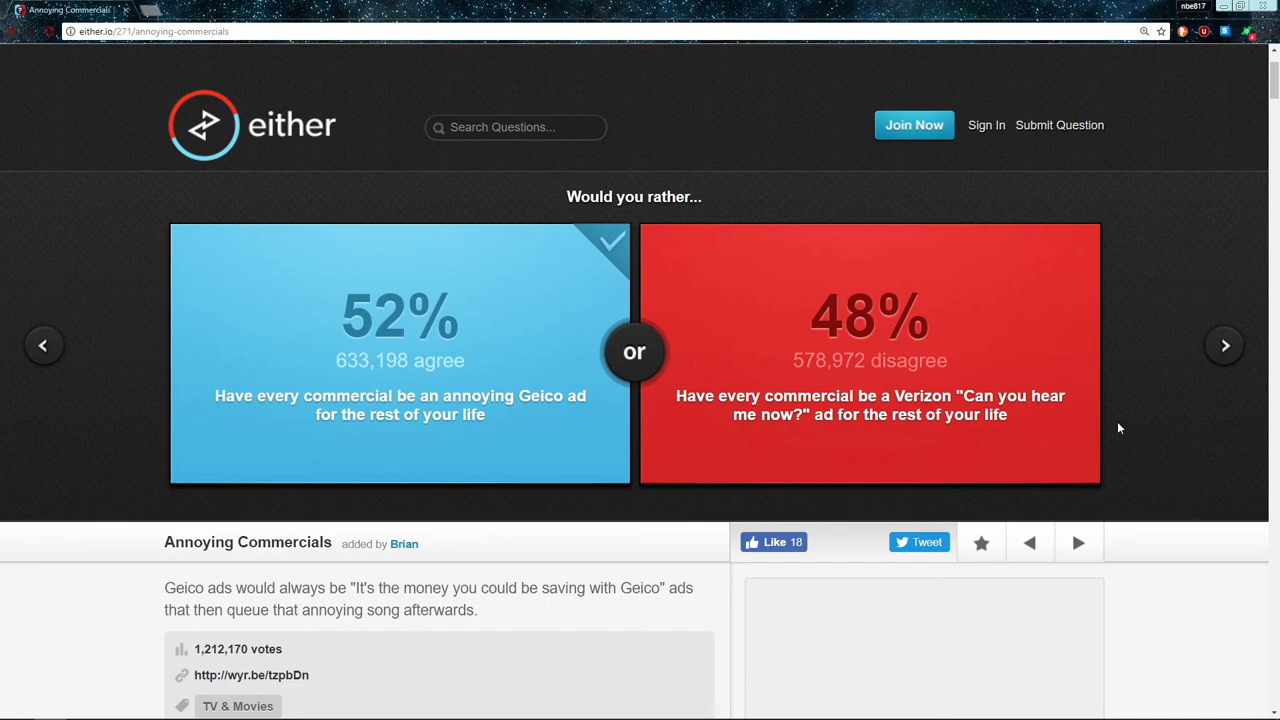 Annoying Commercials
nbe817
either.io/271/annoying-commercials
either
Search Questions...
Join Now
Sign In
Submit Question
Would you rather...
52%
633,198 agree
Have every commercial be an annoying Geico ad
for the rest of your life
or
48%
578,972 disagree
Have every commercial be a Verizon "Can you hear
me now?" ad for the rest of your life
Annoying Commercials added by Brian
Like 18
Tweet
Geico ads would always be "It's the money you could be saving with Geico" ads
that then queue that annoying song afterwards.
1,212,170 votes
http://wyr.be/tzpbDn
TV & Movies